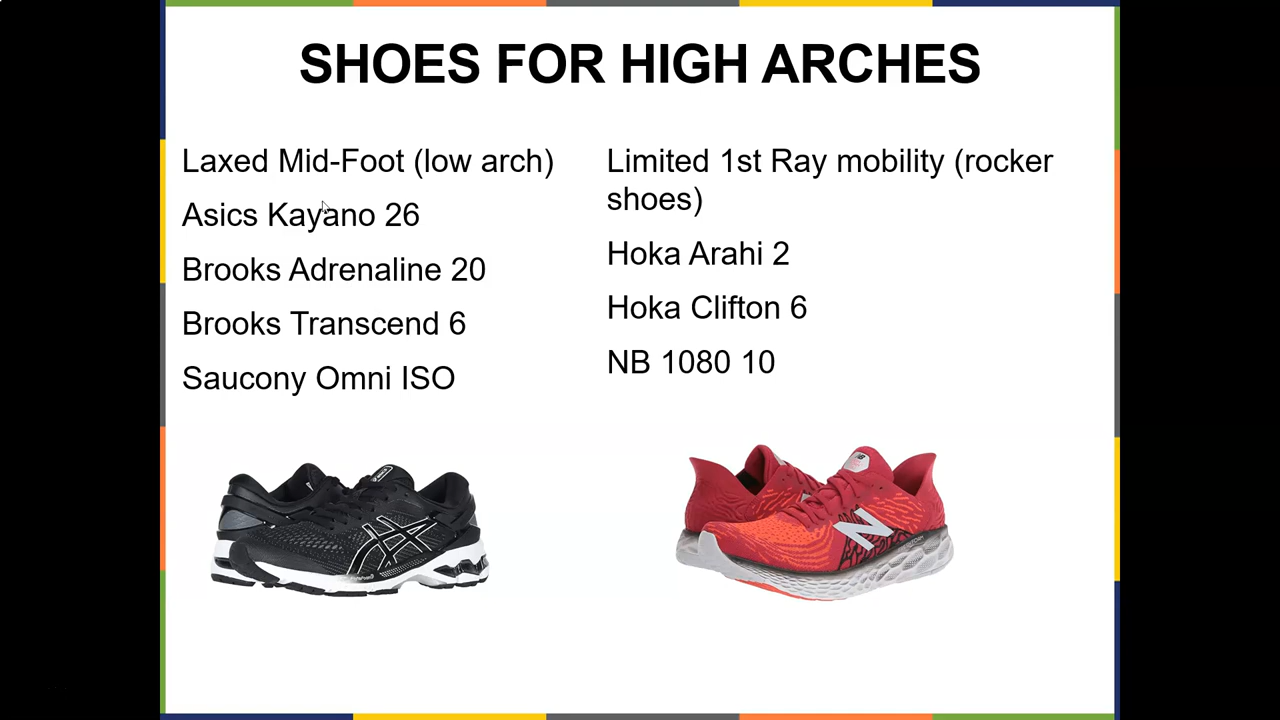 SHOES FOR HIGH ARCHES
Laxed Mid-Foot (low arch)
Asics Kayano 26
Brooks Adrenaline 20
Brooks Transcend 6
Saucony Omni ISO
Limited 1st Ray mobility (rocker
shoes)
Hoka Arahi 2
Hoka Clifton 6
NB 1080 10